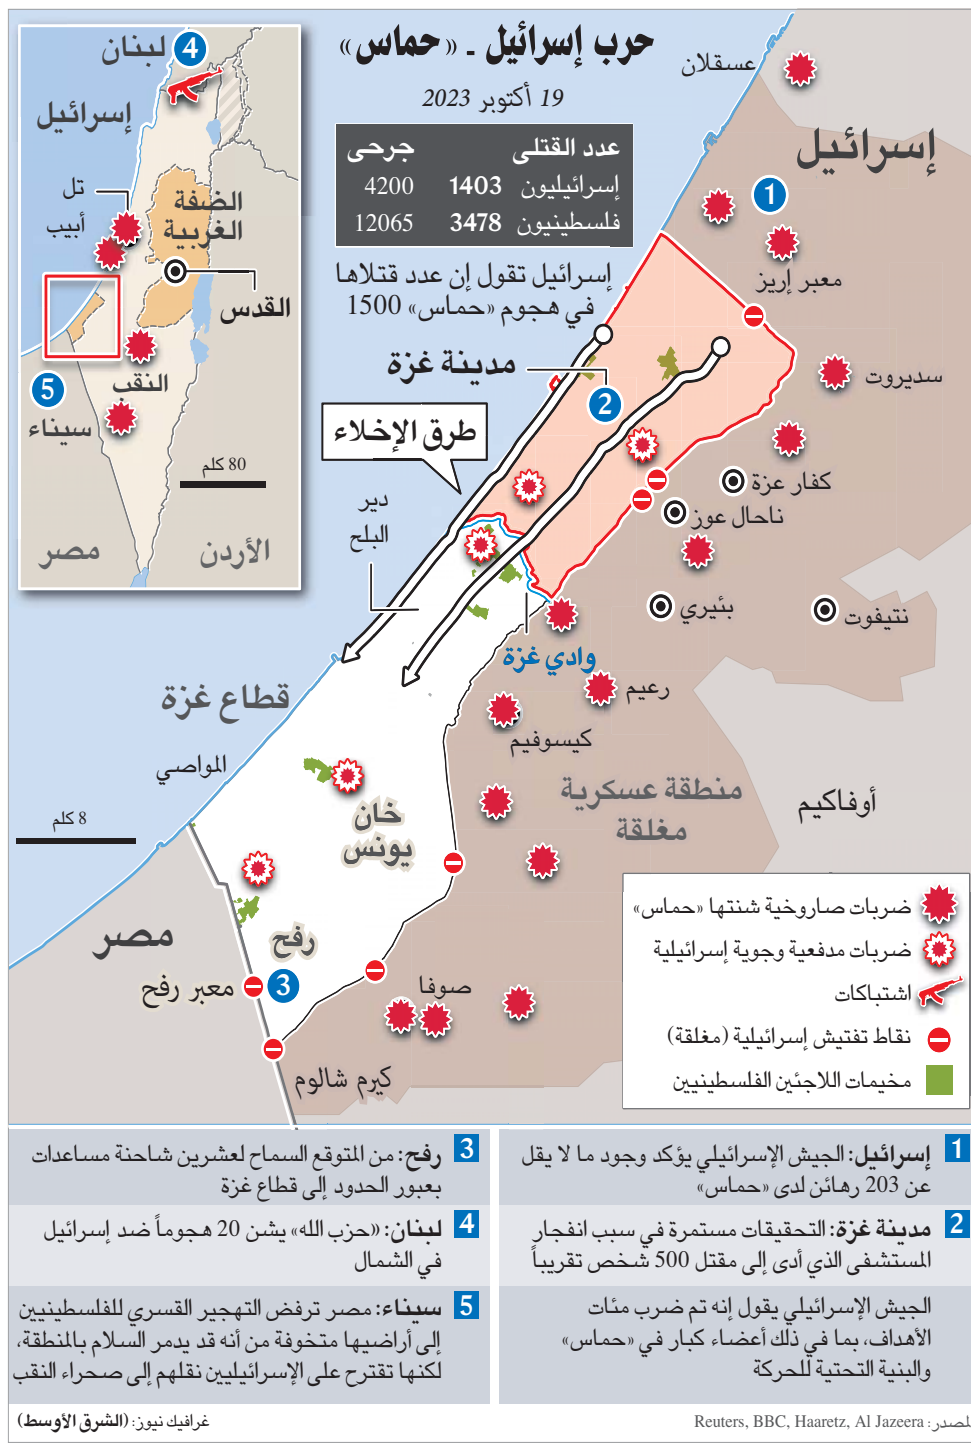 حرب إسرائيل ـ «حماس»
19 أكتوبر 2023
عدد القتلى جرحى
إسرائيليون 1403 4200
فلسطينيون 3478 12065
إسرائيل تقول إن عدد قتلاها
في هجوم «حماس» 1500
لبنان 4
إسرائيل
تل
أبيب
الضفة
الغربية
القدس
النقب
5
سيناء
80 كلم
مصر
الأردن
عسقلان
إسرائيل
1
معبر إريز
مدينة غزة
2
سديروت
طرق الإخلاء
كفار عزة
ناحال عوز
دير
البلح
بئيري
نتيفوت
وادي غزة
رعيم
قطاع غزة
كيسوفيم
المواصي
منطقة عسكرية
مغلقة
أوفاكيم
8 كلم
خان
يونس
مصر
رفح
معبر رفح
3
صوفا
كيرم شالوم
ضربات صاروخية شنتها «حماس»
ضربات مدفعية وجوية إسرائيلية
اشتباكات
نقاط تفتيش إسرائيلية (مغلقة)
مخيمات اللاجئين الفلسطينيين
1 إسرائيل: الجيش الإسرائيلي يؤكد وجود ما لا يقل
عن 203 رهائن لدى «حماس»
2 مدينة غزة: التحقيقات مستمرة في سبب انفجار
المستشفى الذي أدى إلى مقتل 500 شخص تقريباً
الجيش الإسرائيلي يقول إنه تم ضرب مئات
الأهداف، بما في ذلك أعضاء كبار في «حماس»
والبنية التحتية للحركة
3 رفح: من المتوقع السماح لعشرين شاحنة مساعدات
بعبور الحدود إلى قطاع غزة
4 لبنان: «حزب الله» يشن 20 هجوماً ضد إسرائيل
في الشمال
5 سيناء: مصر ترفض التهجير القسري للفلسطينيين
إلى أراضيها متخوفة من أنه قد يدمر السلام بالمنطقة،
لكنها تقترح على الإسرائيليين نقلهم إلى صحراء النقب
المصدر: Reuters, BBC, Haaretz, Al Jazeera
غرافيك نيوز: (الشرق الأوسط)